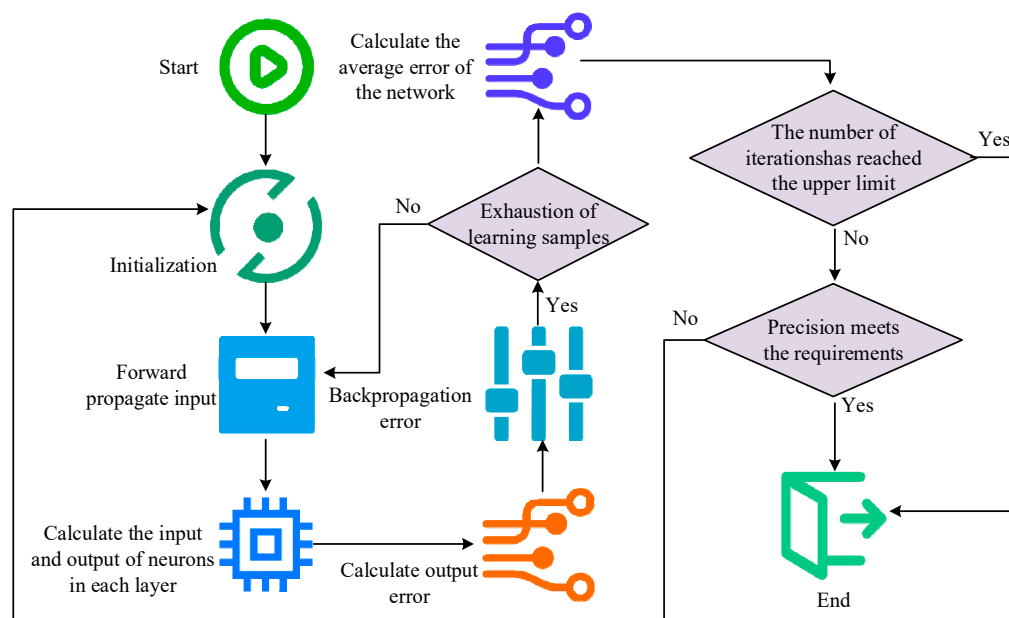 Start
Initialization
Forward
propagate input
Calculate the input
and output of neurons
in each layer
Calculate output
error
Backpropagation
error
Yes
Exhaustion of
learning samples
No
Calculate the
average error of
the network
The number of
iterationshas reached
the upper limit
Yes
No
Precision meets
the requirements
No
Yes
End